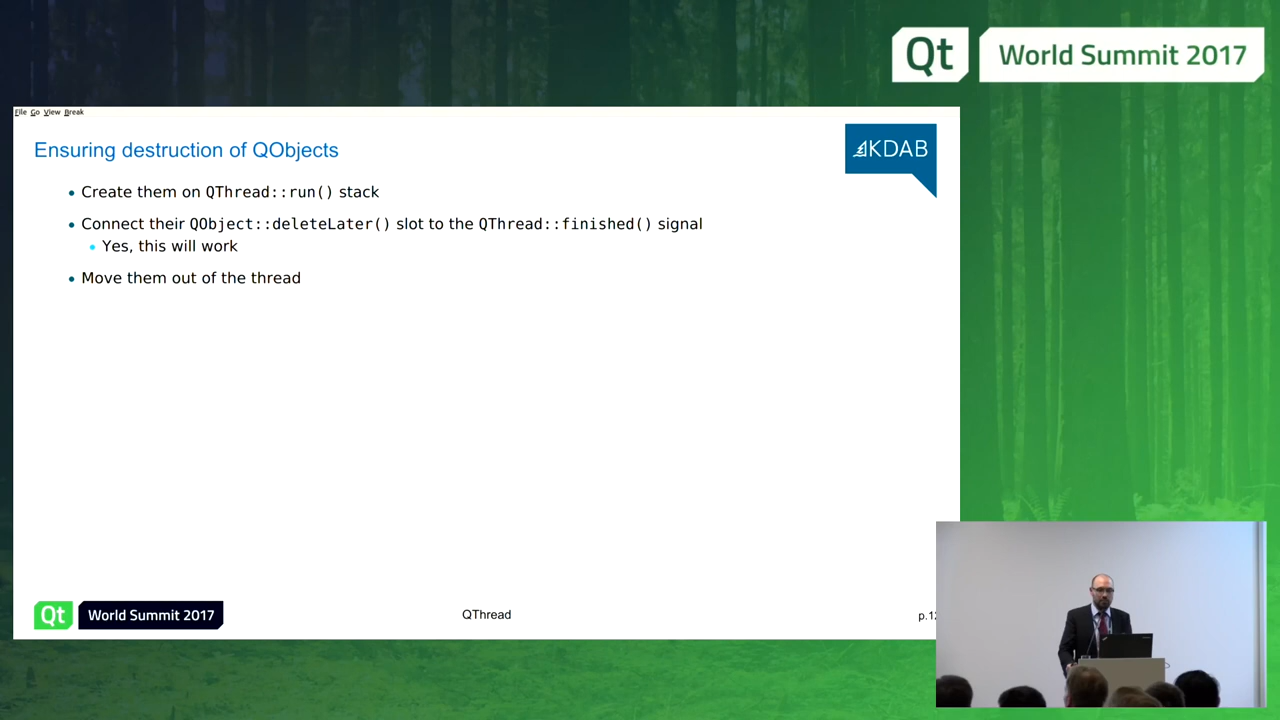 Qt World Summit 2017
File Go View Break
Ensuring destruction of QObjects
KDAB
Create them on QThread::run() stack
Connect their QObject::deleteLater() slot to the QThread::finished() signal
Yes, this will work
Move them out of the thread
Qt World Summit 2017
QThread
p.12